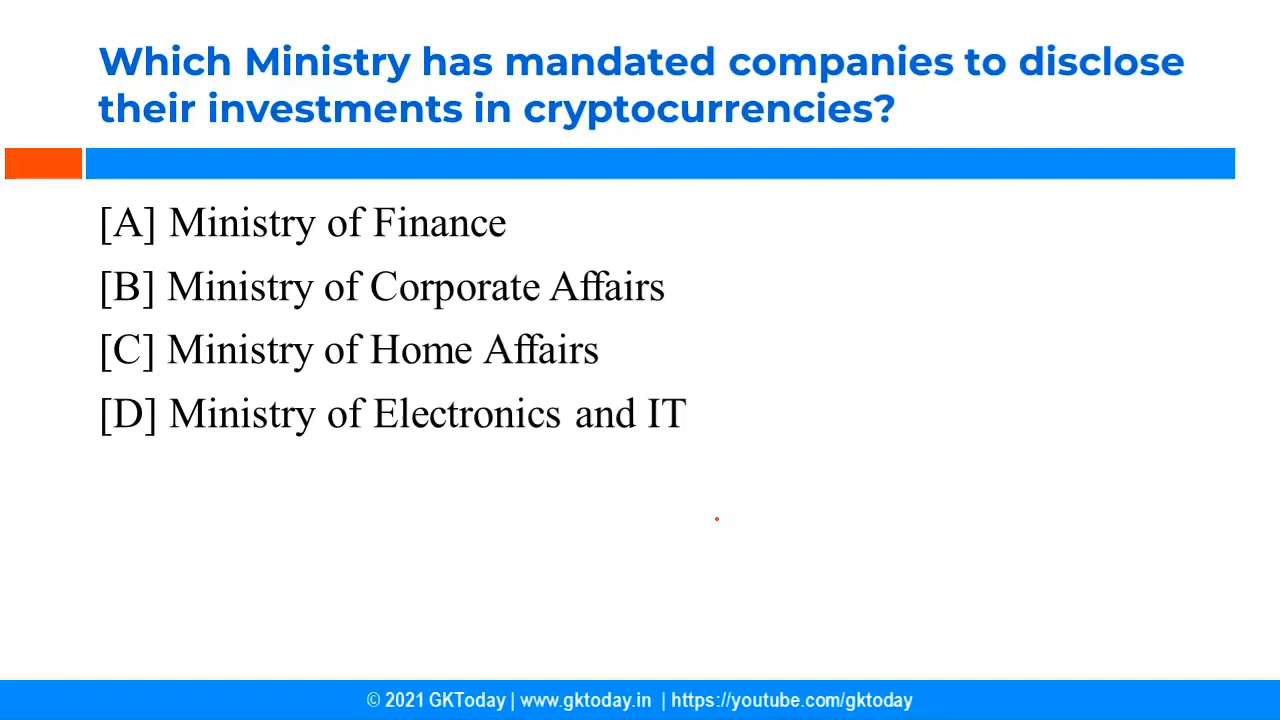 Which Ministry has mandated companies to disclose
their investments in cryptocurrencies?
[A] Ministry of Finance
[B] Ministry of Corporate Affairs
[C] Ministry of Home Affairs
[D] Ministry of Electronics and IT
© 2021 GKToday | www.gktoday.in | https://youtube.com/gktoday